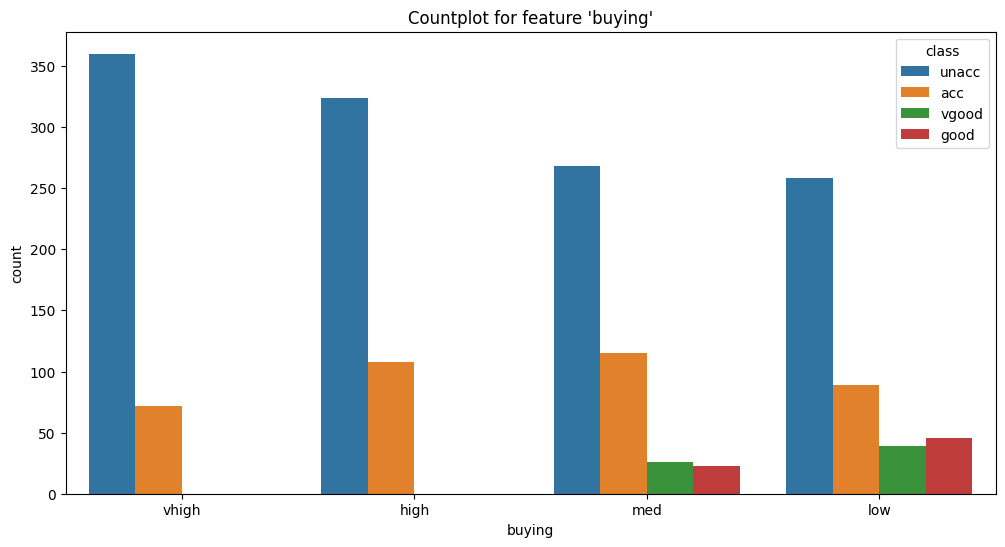 Countplot for feature 'buying'
class
unacc
acc
vgood
good
350
300
250
200
150
100
50
0
count
vhigh
high
med
low
buying